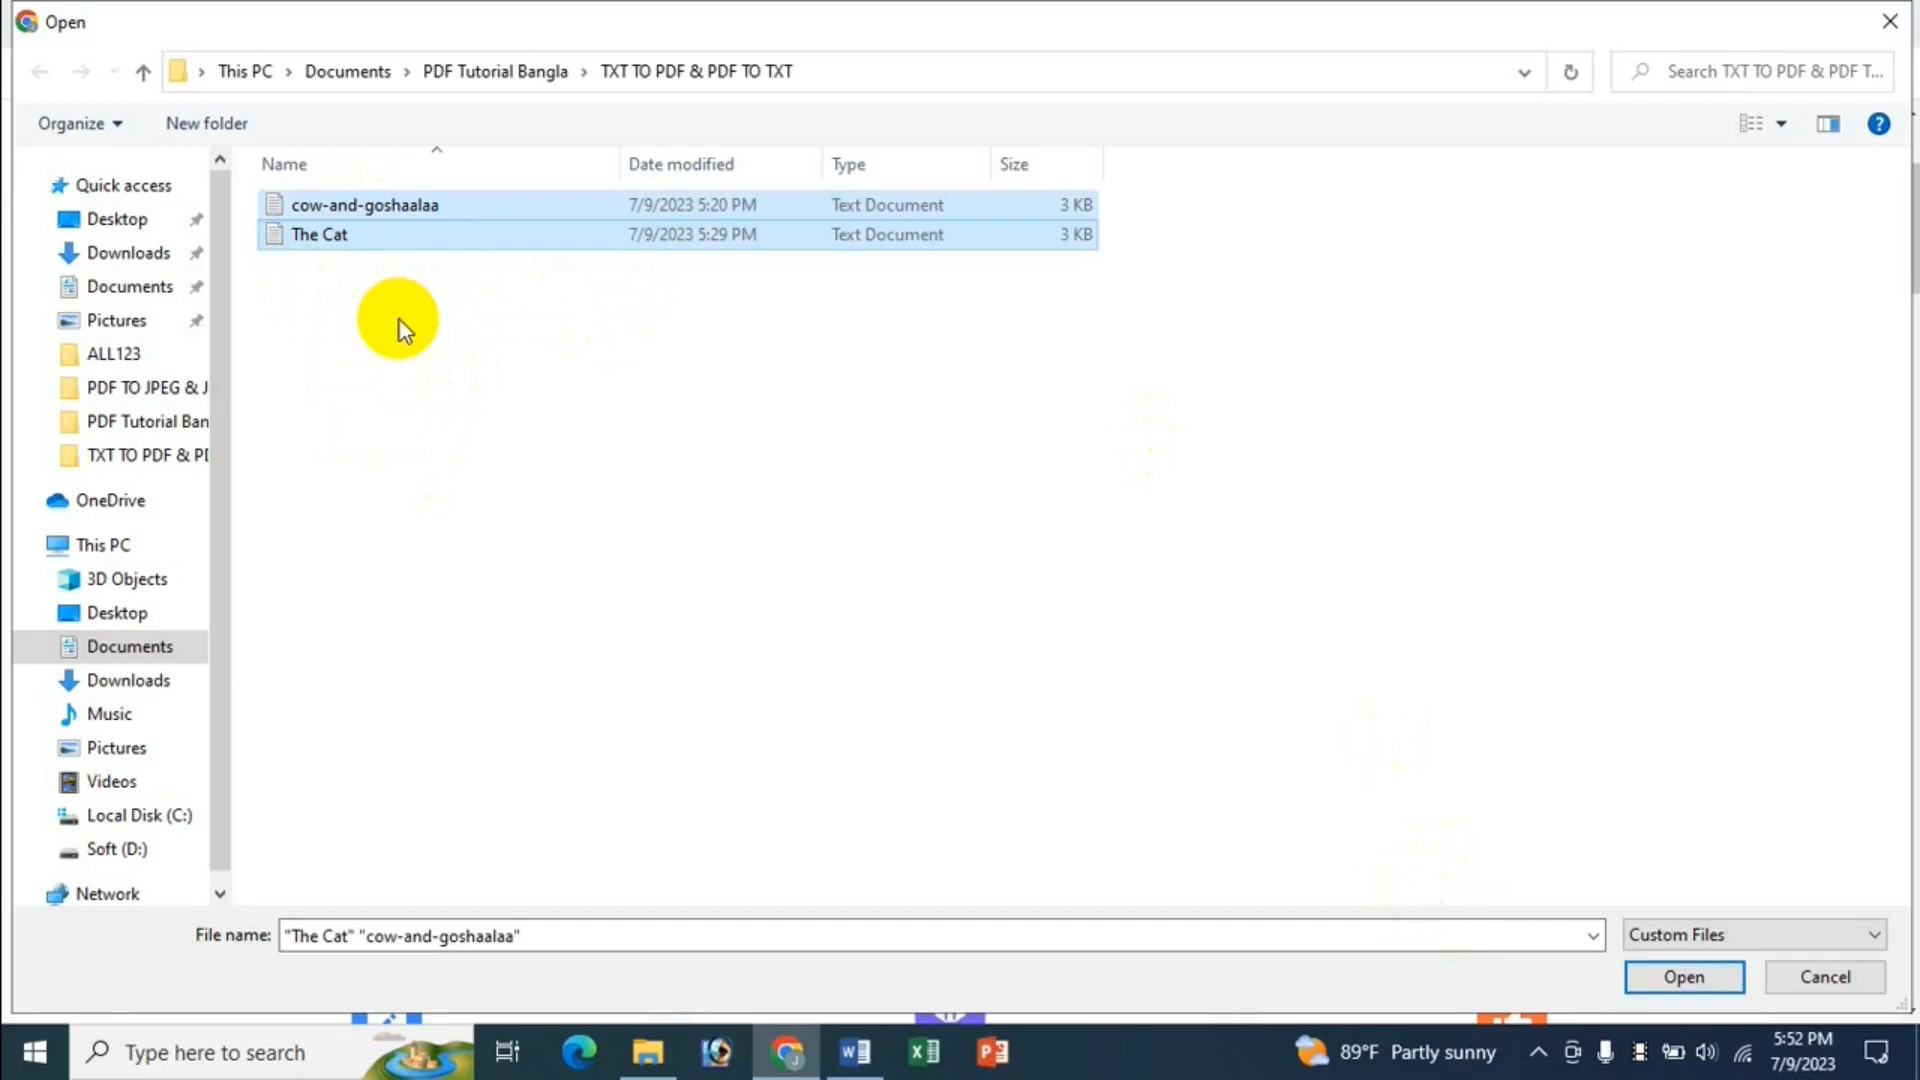 Open
This PC > Documents > PDF Tutorial Bangla > TXT TO PDF & PDF TO TXT
Search TXT TO PDF & PDF T...
Organize
New folder
Name
Date modified
Type
Size
cow-and-goshaalaa 7/9/2023 5:20 PM Text Document 3 KB
The Cat 7/9/2023 5:29 PM Text Document 3 KB
Quick access
Desktop
Downloads
Documents
Pictures
ALL123
PDF TO JPEG & J
PDF Tutorial Ban
TXT TO PDF & PI
OneDrive
This PC
3D Objects
Desktop
Documents
Downloads
Music
Pictures
Videos
Local Disk (C:)
Soft (D:)
Network
File name: "The Cat" "cow-and-goshaalaa"
Custom Files
Open
Cancel
Type here to search
89°F Partly sunny
5:52 PM
7/9/2023